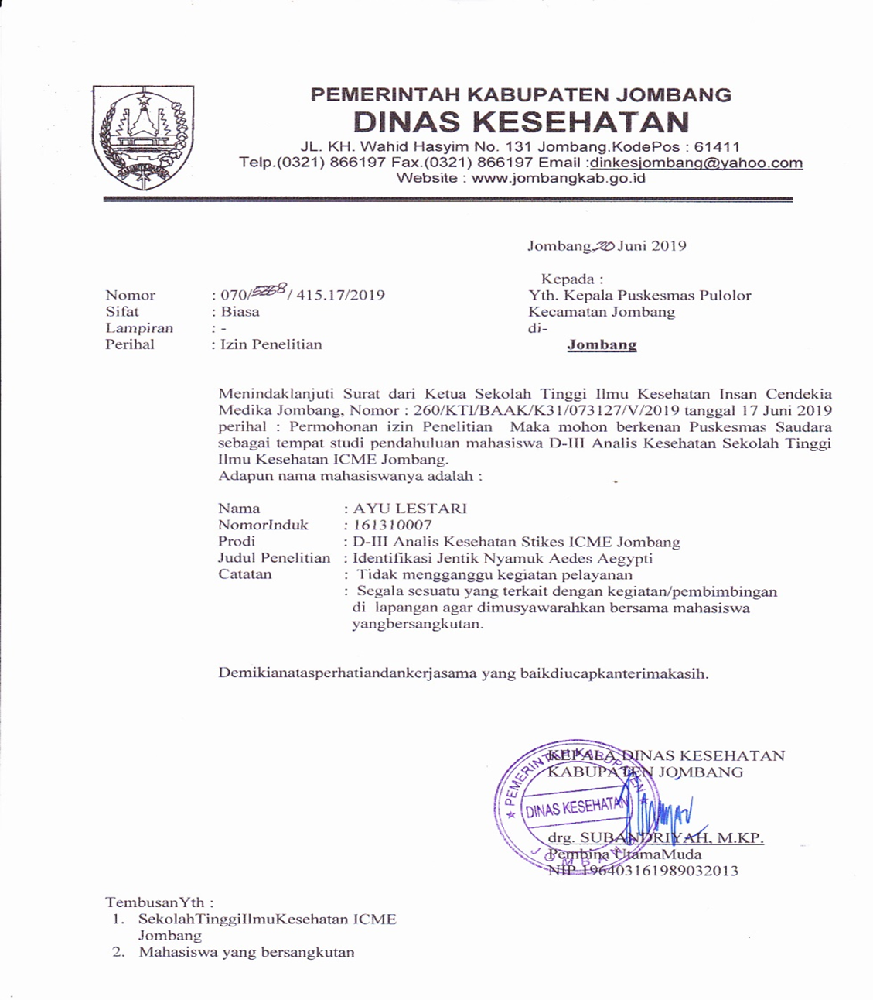 PEMERINTAH KABUPATEN JOMBANG
DINAS KESEHATAN
JL. KH. Wahid Hasyim No. 131 Jombang.KodePos : 61411
Telp.(0321) 866197 Fax.(0321) 866197 Email :dinkesjombang@yahoo.com
Website : www.jombangkab.go.id
Jombang,20 Juni 2019
Kepada :
Nomor : 070/5258/ 415.17/2019 Yth. Kepala Puskesmas Pulolor
Sifat : Biasa Kecamatan Jombang
Lampiran : - di-
Perihal : Izin Penelitian Jombang
Menindaklanjuti Surat dari Ketua Sekolah Tinggi Ilmu Kesehatan Insan Cendekia
Medika Jombang, Nomor : 260/KTI/BAAK/K31/073127/V/2019 tanggal 17 Juni 2019
perihal : Permohonan izin Penelitian Maka mohon berkenan Puskesmas Saudara
sebagai tempat studi pendahuluan mahasiswa D-III Analis Kesehatan Sekolah Tinggi
Ilmu Kesehatan ICME Jombang.
Adapun nama mahasiswanya adalah :
Nama : AYU LESTARI
NomorInduk : 161310007
Prodi : D-III Analis Kesehatan Stikes ICME Jombang
Judul Penelitian : Identifikasi Jentik Nyamuk Aedes Aegypti
Catatan : Tidak mengganggu kegiatan pelayanan
: Segala sesuatu yang terkait dengan kegiatan/pembimbingan
di lapangan agar dimusyawarahkan bersama mahasiswa
yangbersangkutan.
Demikianatasperhatiandankerjasama yang baikdiucapkanterimakasih.
KEPALA DINAS KESEHATAN
KABUPATEN JOMBANG
PEMERINTAH KABUPATEN
DINAS KESEHATAN
JOMBANG
drg. SUBANDRIYAH, M.KP.
Pembina UtamaMuda
NIP 196403161989032013
TembusanYth :
1. SekolahTinggiIlmuKesehatan ICME
Jombang
2. Mahasiswa yang bersangkutan